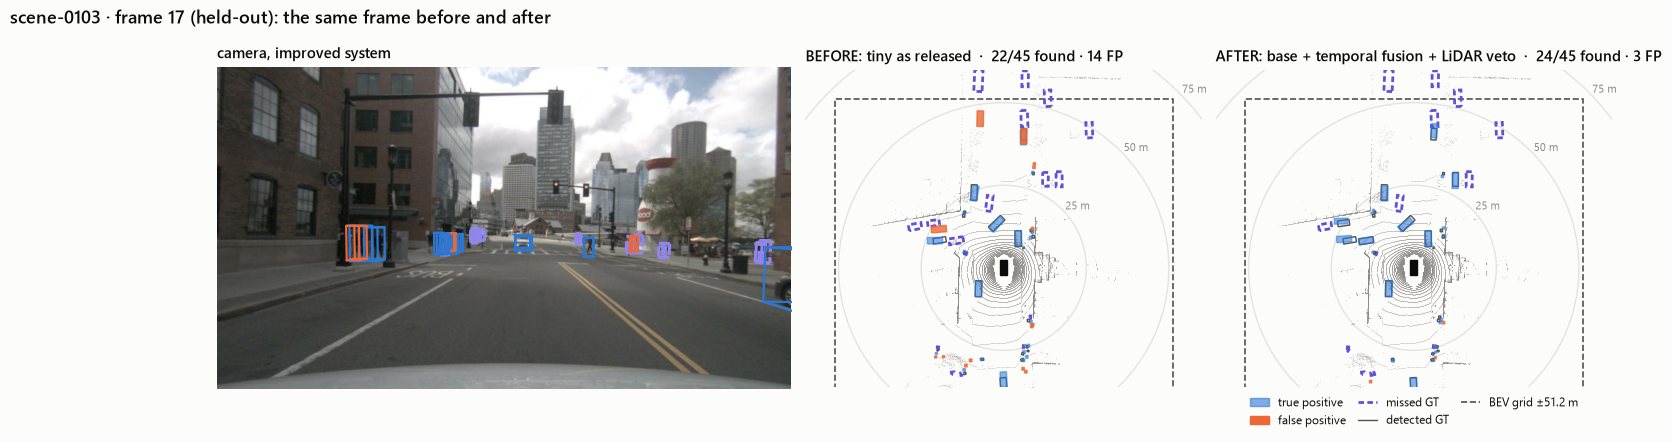 scene-0103 · frame 17 (held-out): the same frame before and after
camera, improved system
BEFORE: tiny as released · 22/45 found · 14 FP
AFTER: base + temporal fusion + LiDAR veto · 24/45 found · 3 FP
75 m
50 m
25 m
75 m
50 m
25 m
true positive
missed GT
BEV grid ±51.2 m
false positive
detected GT